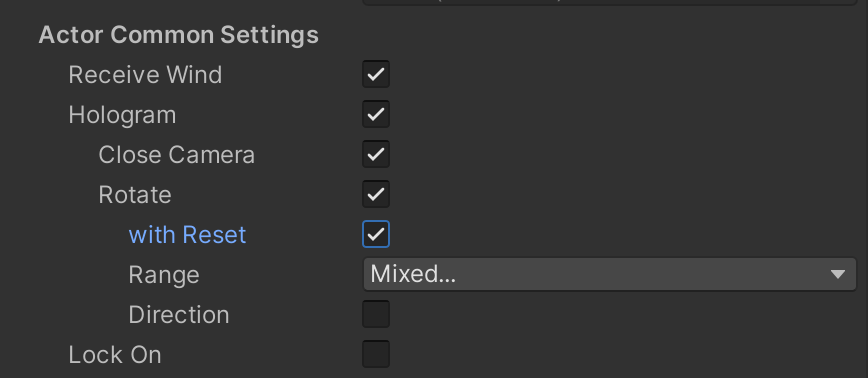 Actor Common Settings
Receive Wind
Hologram
Close Camera
Rotate
with Reset
Range Mixed...
Direction
Lock On